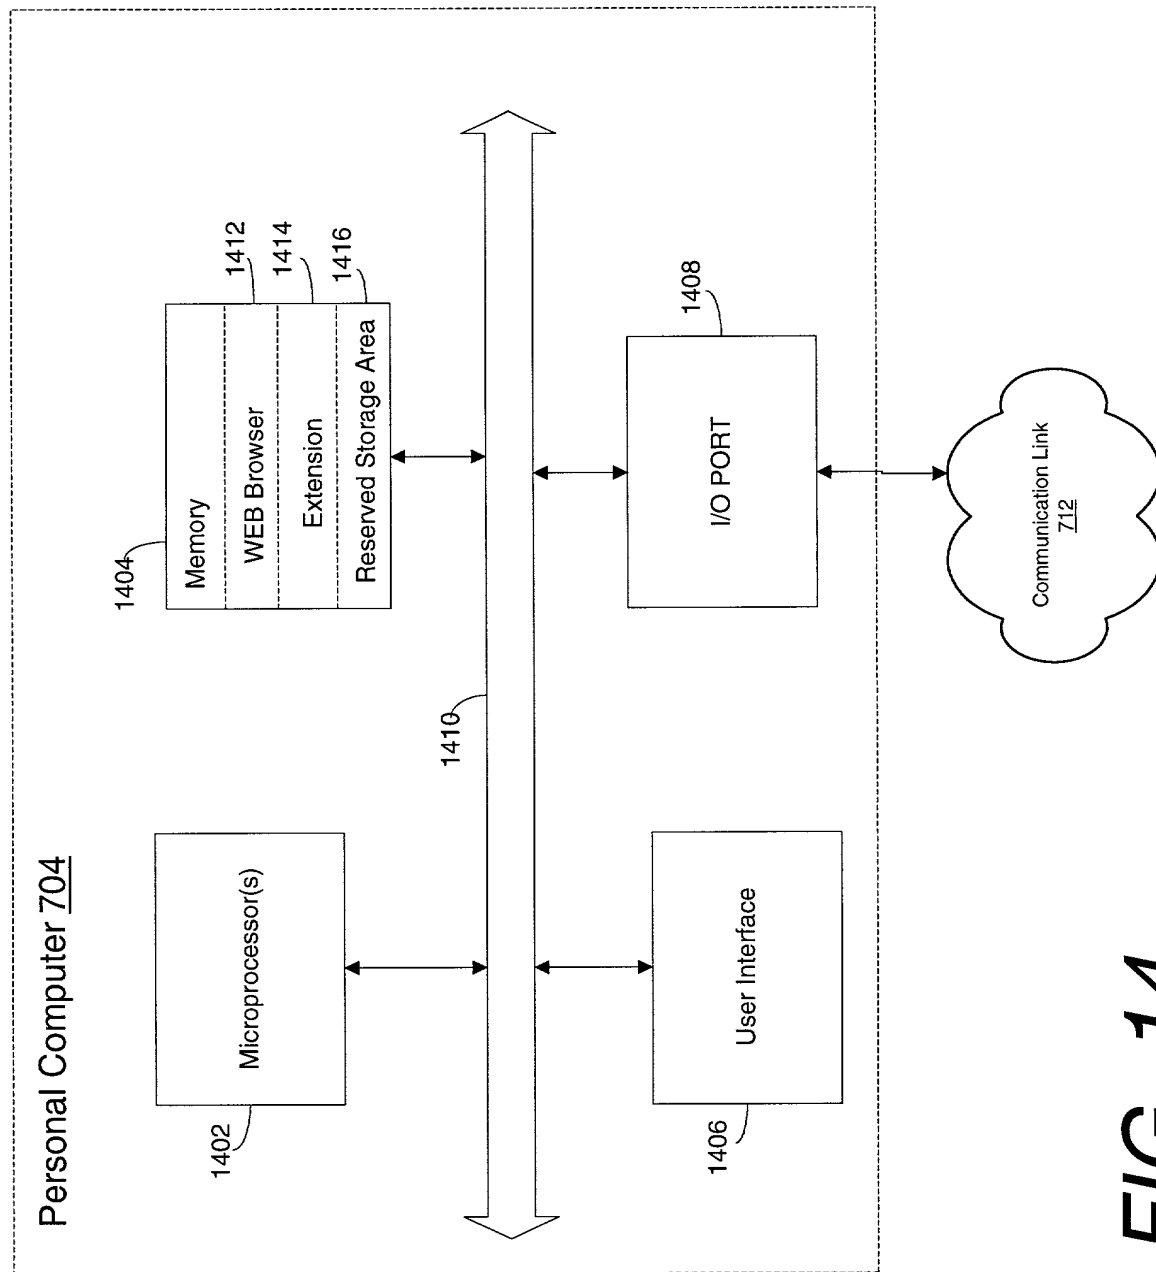 Personal Computer 704
1402
Microprocessor(s)
1404
Memory
WEB Browser
Extension
Reserved Storage Area
1412
1414
1416
1410
1406
User Interface
I/O PORT
1408
Communication Link
712
FIG. 14